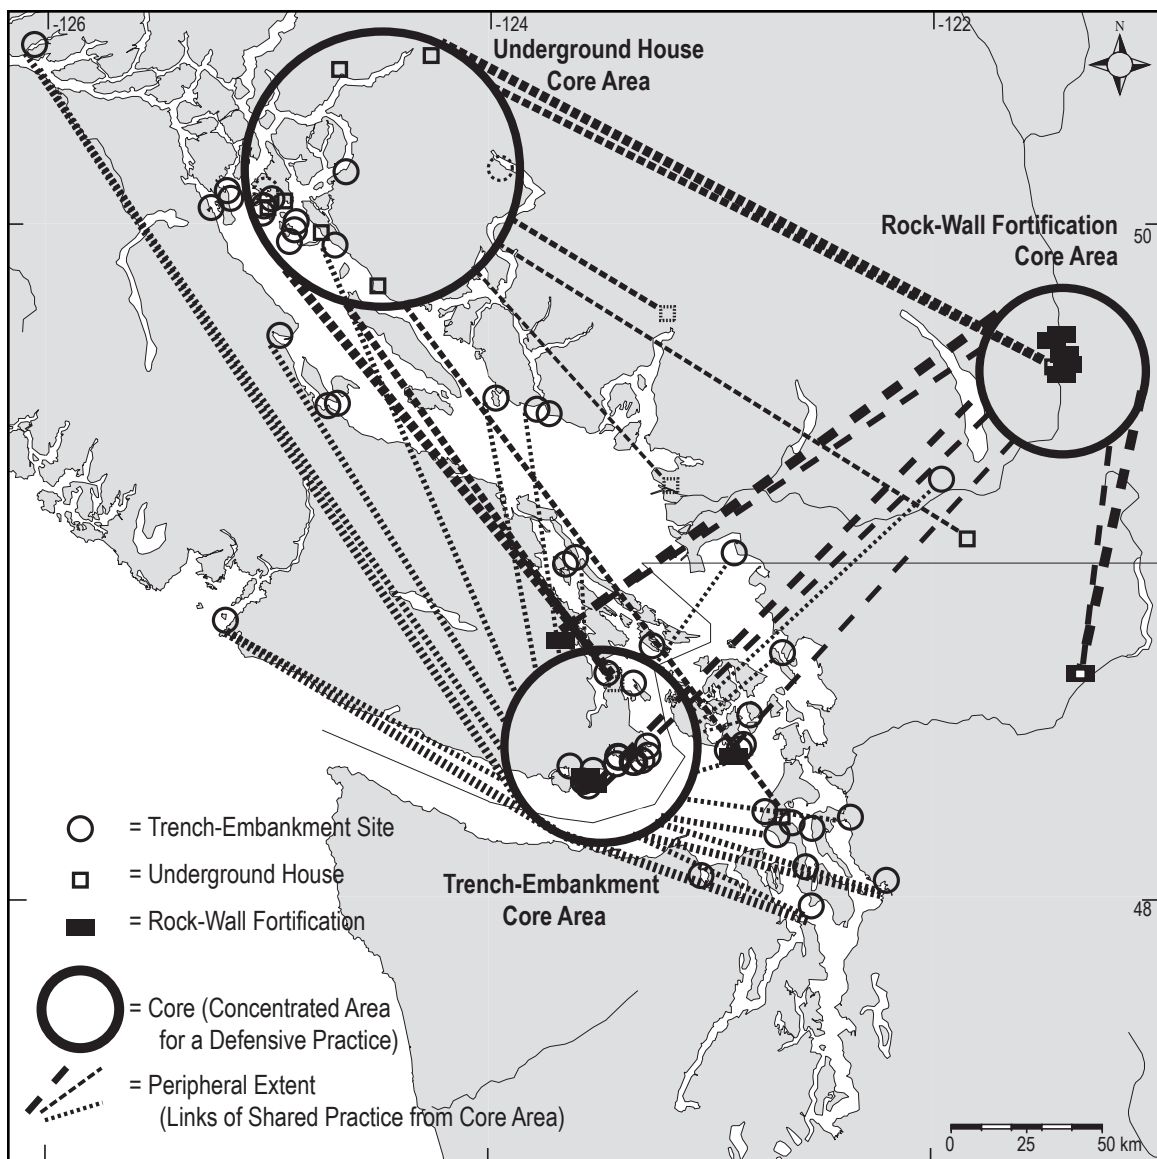 -126
-124
-122
N
Underground House
Core Area
Rock-Wall Fortification
Core Area
50
= Trench-Embankment Site
= Underground House
= Rock-Wall Fortification
Trench-Embankment
Core Area
48
= Core (Concentrated Area
for a Defensive Practice)
= Peripheral Extent
(Links of Shared Practice from Core Area)
0 25 50 km